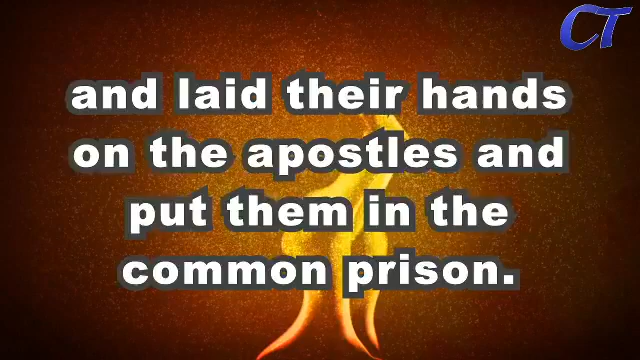 CT
and laid their hands
on the apostles and
put them in the
common prison.